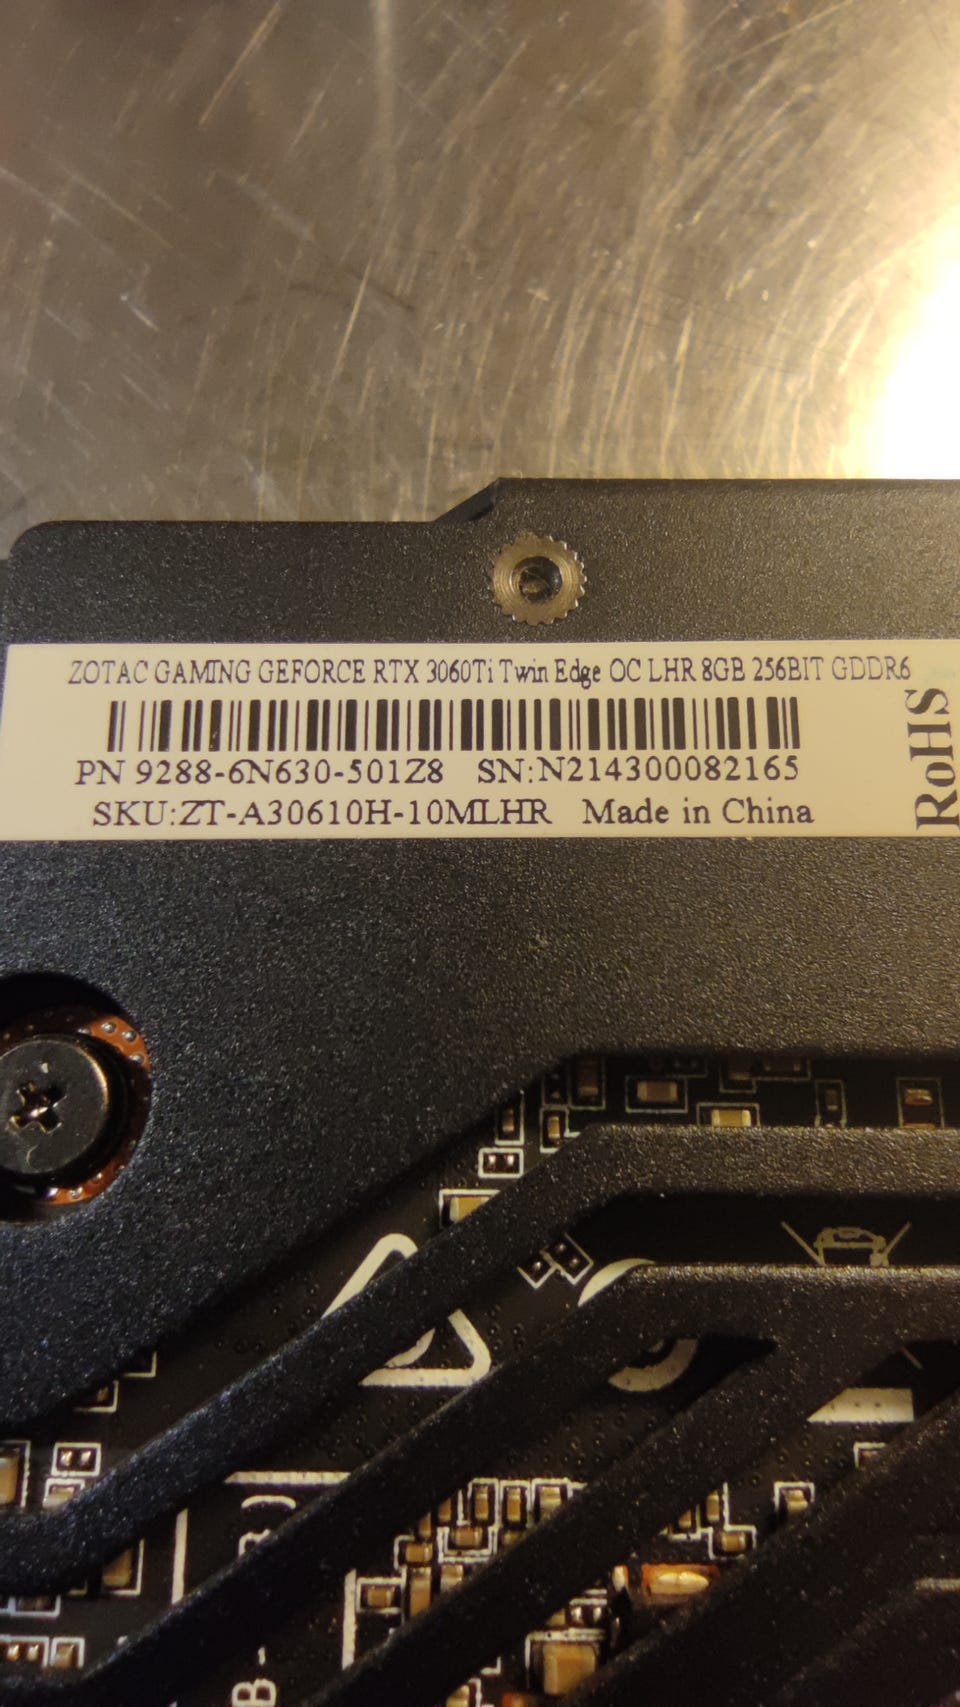 ZOTAC GAMING GEFORCE RTX 3060Ti Twin Edge OC LHR 8GB 256BIT GDDR6
PN 9288-6N630-501Z8 SN:N214300082165
SKU:ZT-A30610H-10MLHR Made in China
RoHS